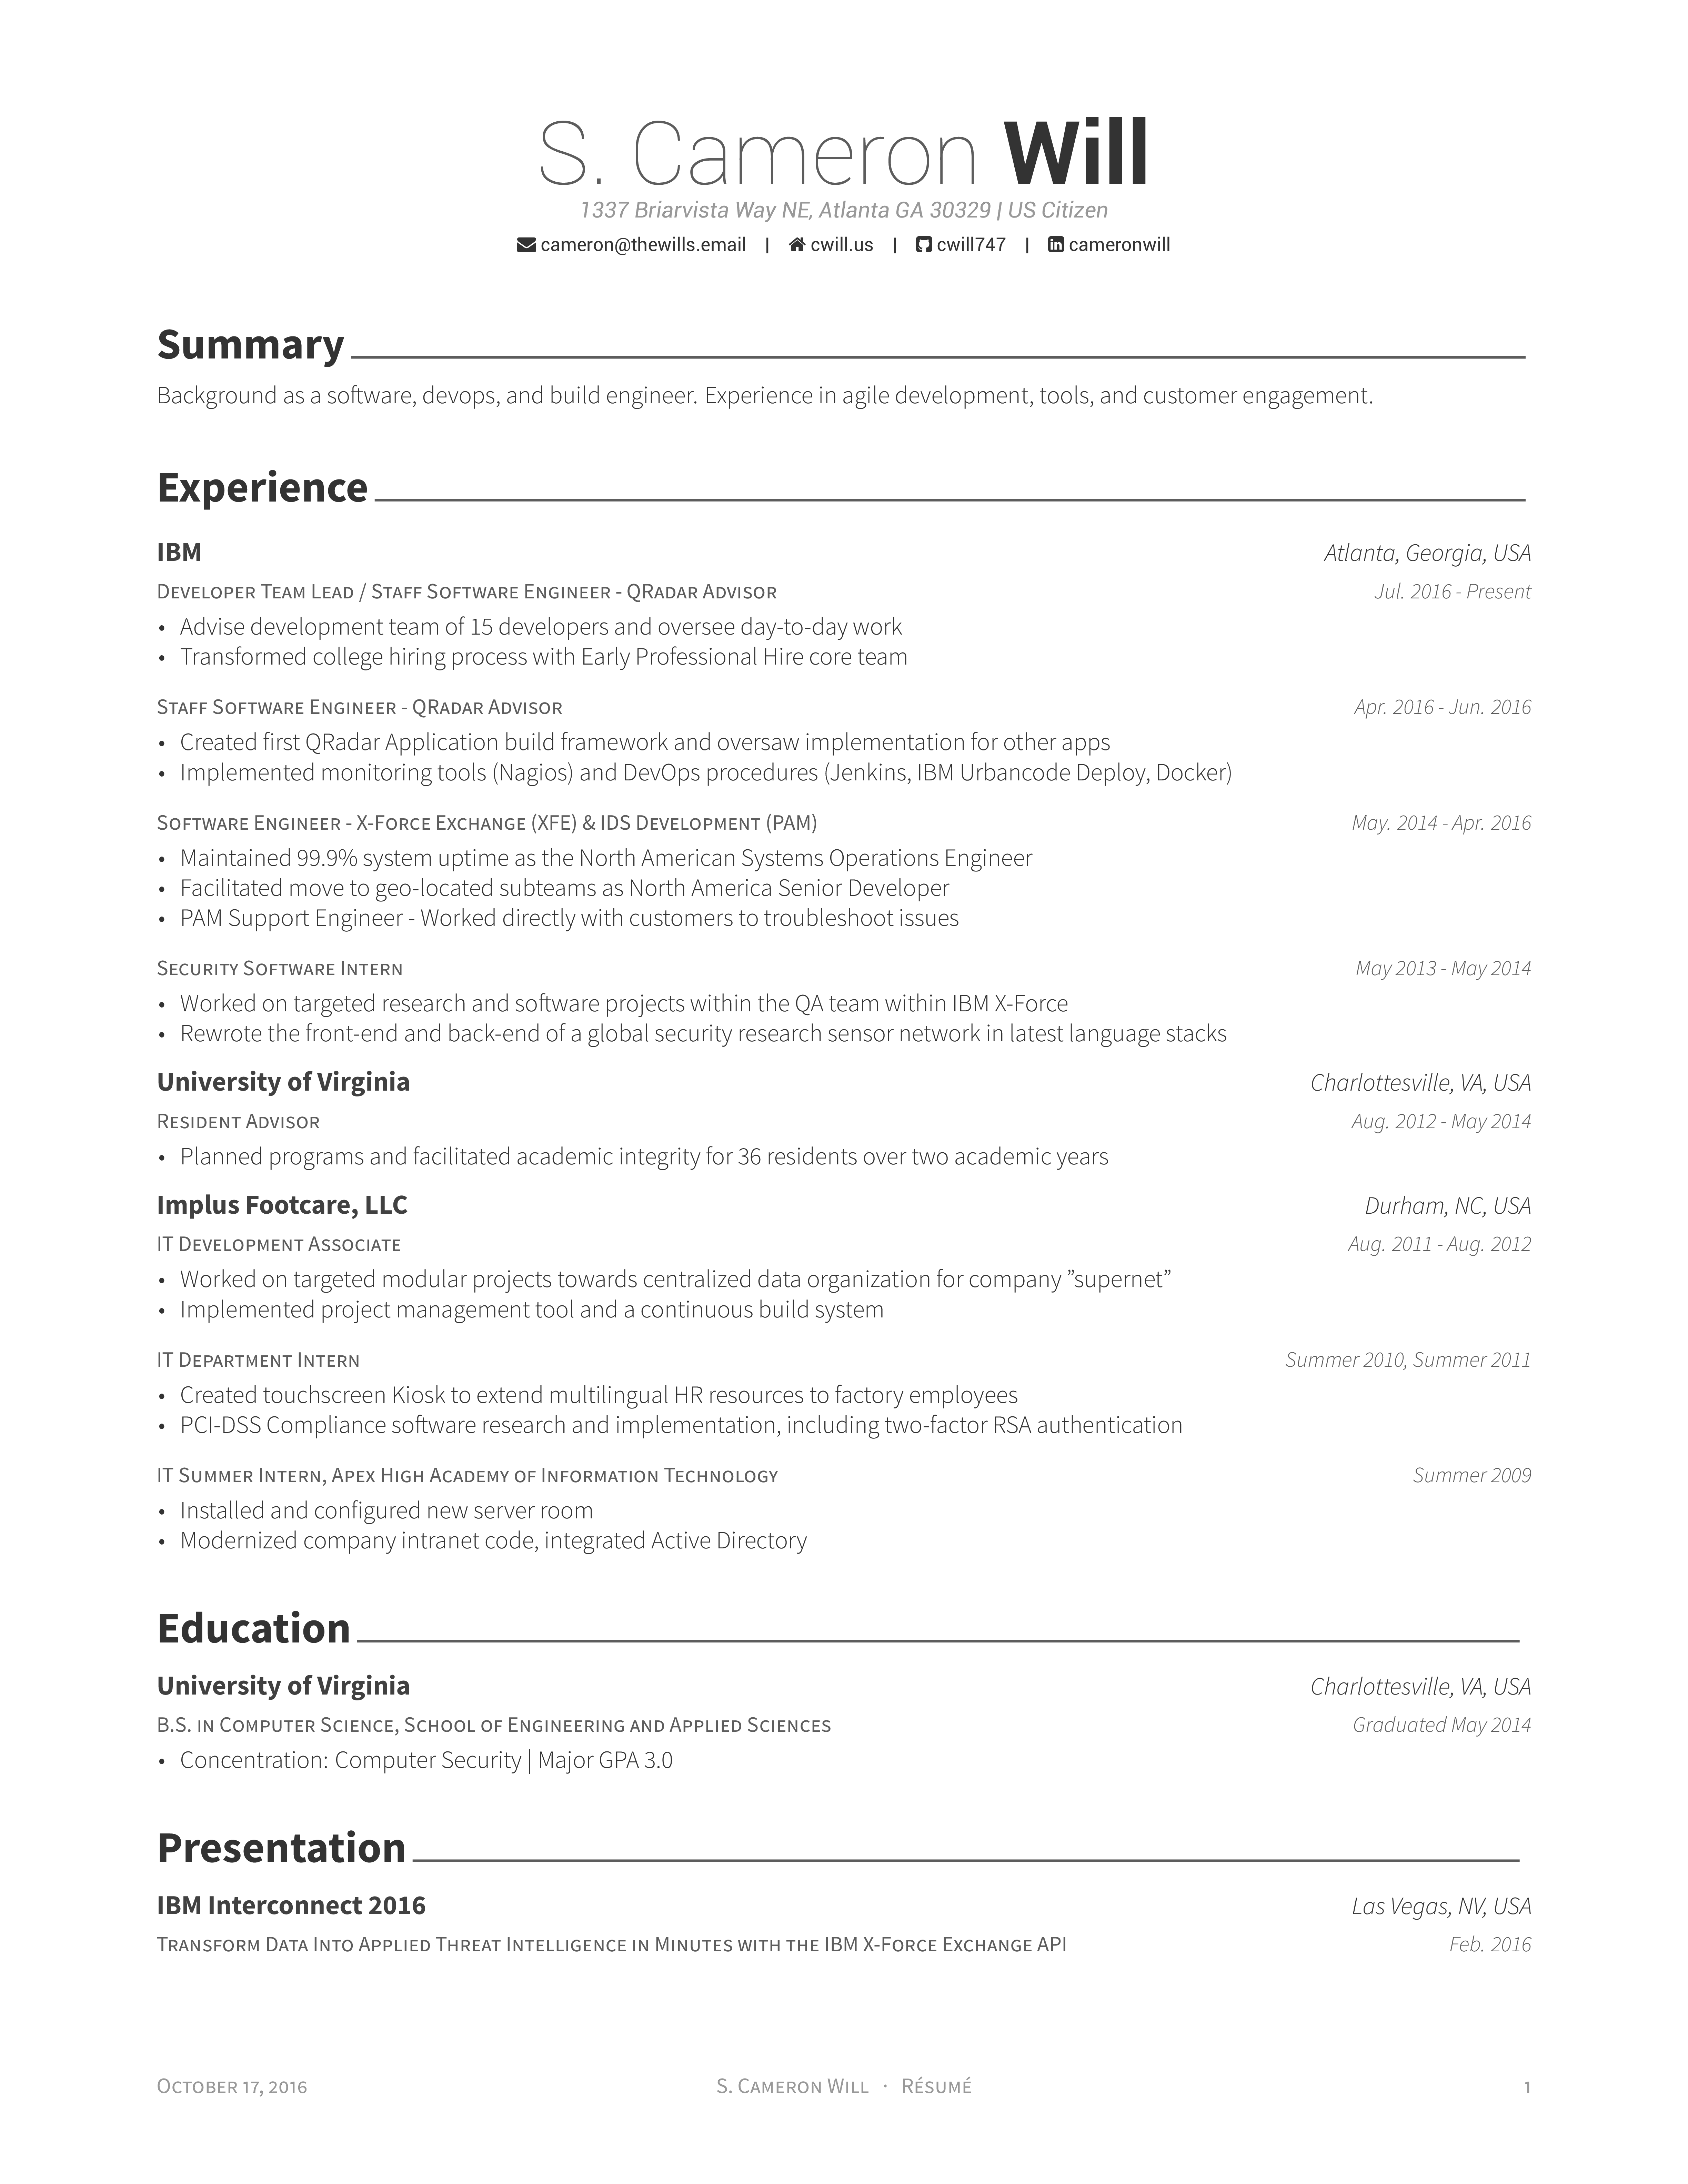 S. Cameron Will
1337 Briarvista Way NE, Atlanta GA 30329 | US Citizen
cameron@thewills.email | cwill.us | cwill747 | cameronwill
Summary
Background as a software, devops, and build engineer. Experience in agile development, tools, and customer engagement.
Experience
IBM Atlanta, Georgia, USA
Developer Team Lead / Staff Software Engineer - QRadar Advisor Jul. 2016 - Present
• Advise development team of 15 developers and oversee day-to-day work
• Transformed college hiring process with Early Professional Hire core team
Staff Software Engineer - QRadar Advisor Apr. 2016 - Jun. 2016
• Created first QRadar Application build framework and oversaw implementation for other apps
• Implemented monitoring tools (Nagios) and DevOps procedures (Jenkins, IBM Urbancode Deploy, Docker)
Software Engineer - X-Force Exchange (XFE) & IDS Development (PAM) May. 2014 - Apr. 2016
• Maintained 99.9% system uptime as the North American Systems Operations Engineer
• Facilitated move to geo-located subteams as North America Senior Developer
• PAM Support Engineer - Worked directly with customers to troubleshoot issues
Security Software Intern May 2013 - May 2014
• Worked on targeted research and software projects within the QA team within IBM X-Force
• Rewrote the front-end and back-end of a global security research sensor network in latest language stacks
University of Virginia Charlottesville, VA, USA
Resident Advisor Aug. 2012 - May 2014
• Planned programs and facilitated academic integrity for 36 residents over two academic years
Implus Footcare, LLC Durham, NC, USA
IT Development Associate Aug. 2011 - Aug. 2012
• Worked on targeted modular projects towards centralized data organization for company ”supernet”
• Implemented project management tool and a continuous build system
IT Department Intern Summer 2010, Summer 2011
• Created touchscreen Kiosk to extend multilingual HR resources to factory employees
• PCI-DSS Compliance software research and implementation, including two-factor RSA authentication
IT Summer Intern, Apex High Academy of Information Technology Summer 2009
• Installed and configured new server room
• Modernized company intranet code, integrated Active Directory
Education
University of Virginia Charlottesville, VA, USA
B.S. in Computer Science, School of Engineering and Applied Sciences Graduated May 2014
• Concentration: Computer Security | Major GPA 3.0
Presentation
IBM Interconnect 2016 Las Vegas, NV, USA
Transform Data Into Applied Threat Intelligence in Minutes with the IBM X-Force Exchange API Feb. 2016
October 17, 2016 S. Cameron Will · Résumé 1